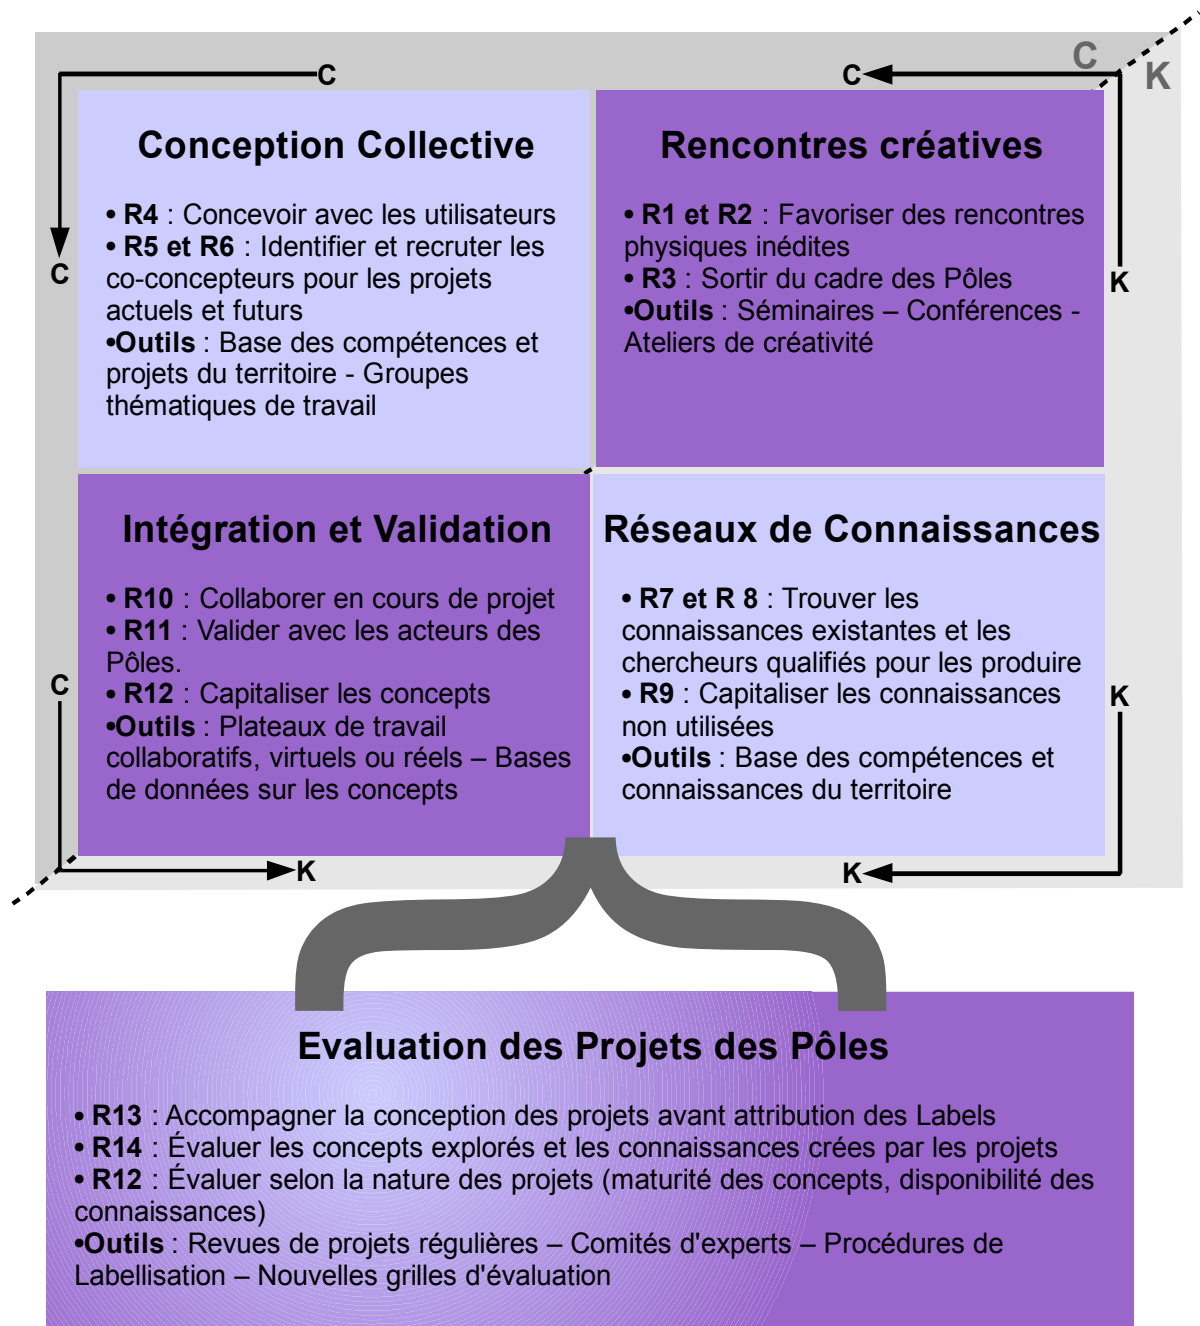 C
K
C
C
Conception Collective
• R4 : Concevoir avec les utilisateurs
• R5 et R6 : Identifier et recruter les
co-concepteurs pour les projets
actuels et futurs
•Outils : Base des compétences et
projets du territoire - Groupes
thématiques de travail
C
Rencontres créatives
• R1 et R2 : Favoriser des rencontres
physiques inédites
• R3 : Sortir du cadre des Pôles
•Outils : Séminaires – Conférences -
Ateliers de créativité
K
Intégration et Validation
• R10 : Collaborer en cours de projet
• R11 : Valider avec les acteurs des
Pôles.
• R12 : Capitaliser les concepts
•Outils : Plateaux de travail
collaboratifs, virtuels ou réels – Bases
de données sur les concepts
C
K
Réseaux de Connaissances
• R7 et R 8 : Trouver les
connaissances existantes et les
chercheurs qualifiés pour les produire
• R9 : Capitaliser les connaissances
non utilisées
•Outils : Base des compétences et
connaissances du territoire
K
K
Evaluation des Projets des Pôles
• R13 : Accompagner la conception des projets avant attribution des Labels
• R14 : Évaluer les concepts explorés et les connaissances crées par les projets
• R12 : Évaluer selon la nature des projets (maturité des concepts, disponibilité des
connaissances)
•Outils : Revues de projets régulières – Comités d'experts – Procédures de
Labellisation – Nouvelles grilles d'évaluation